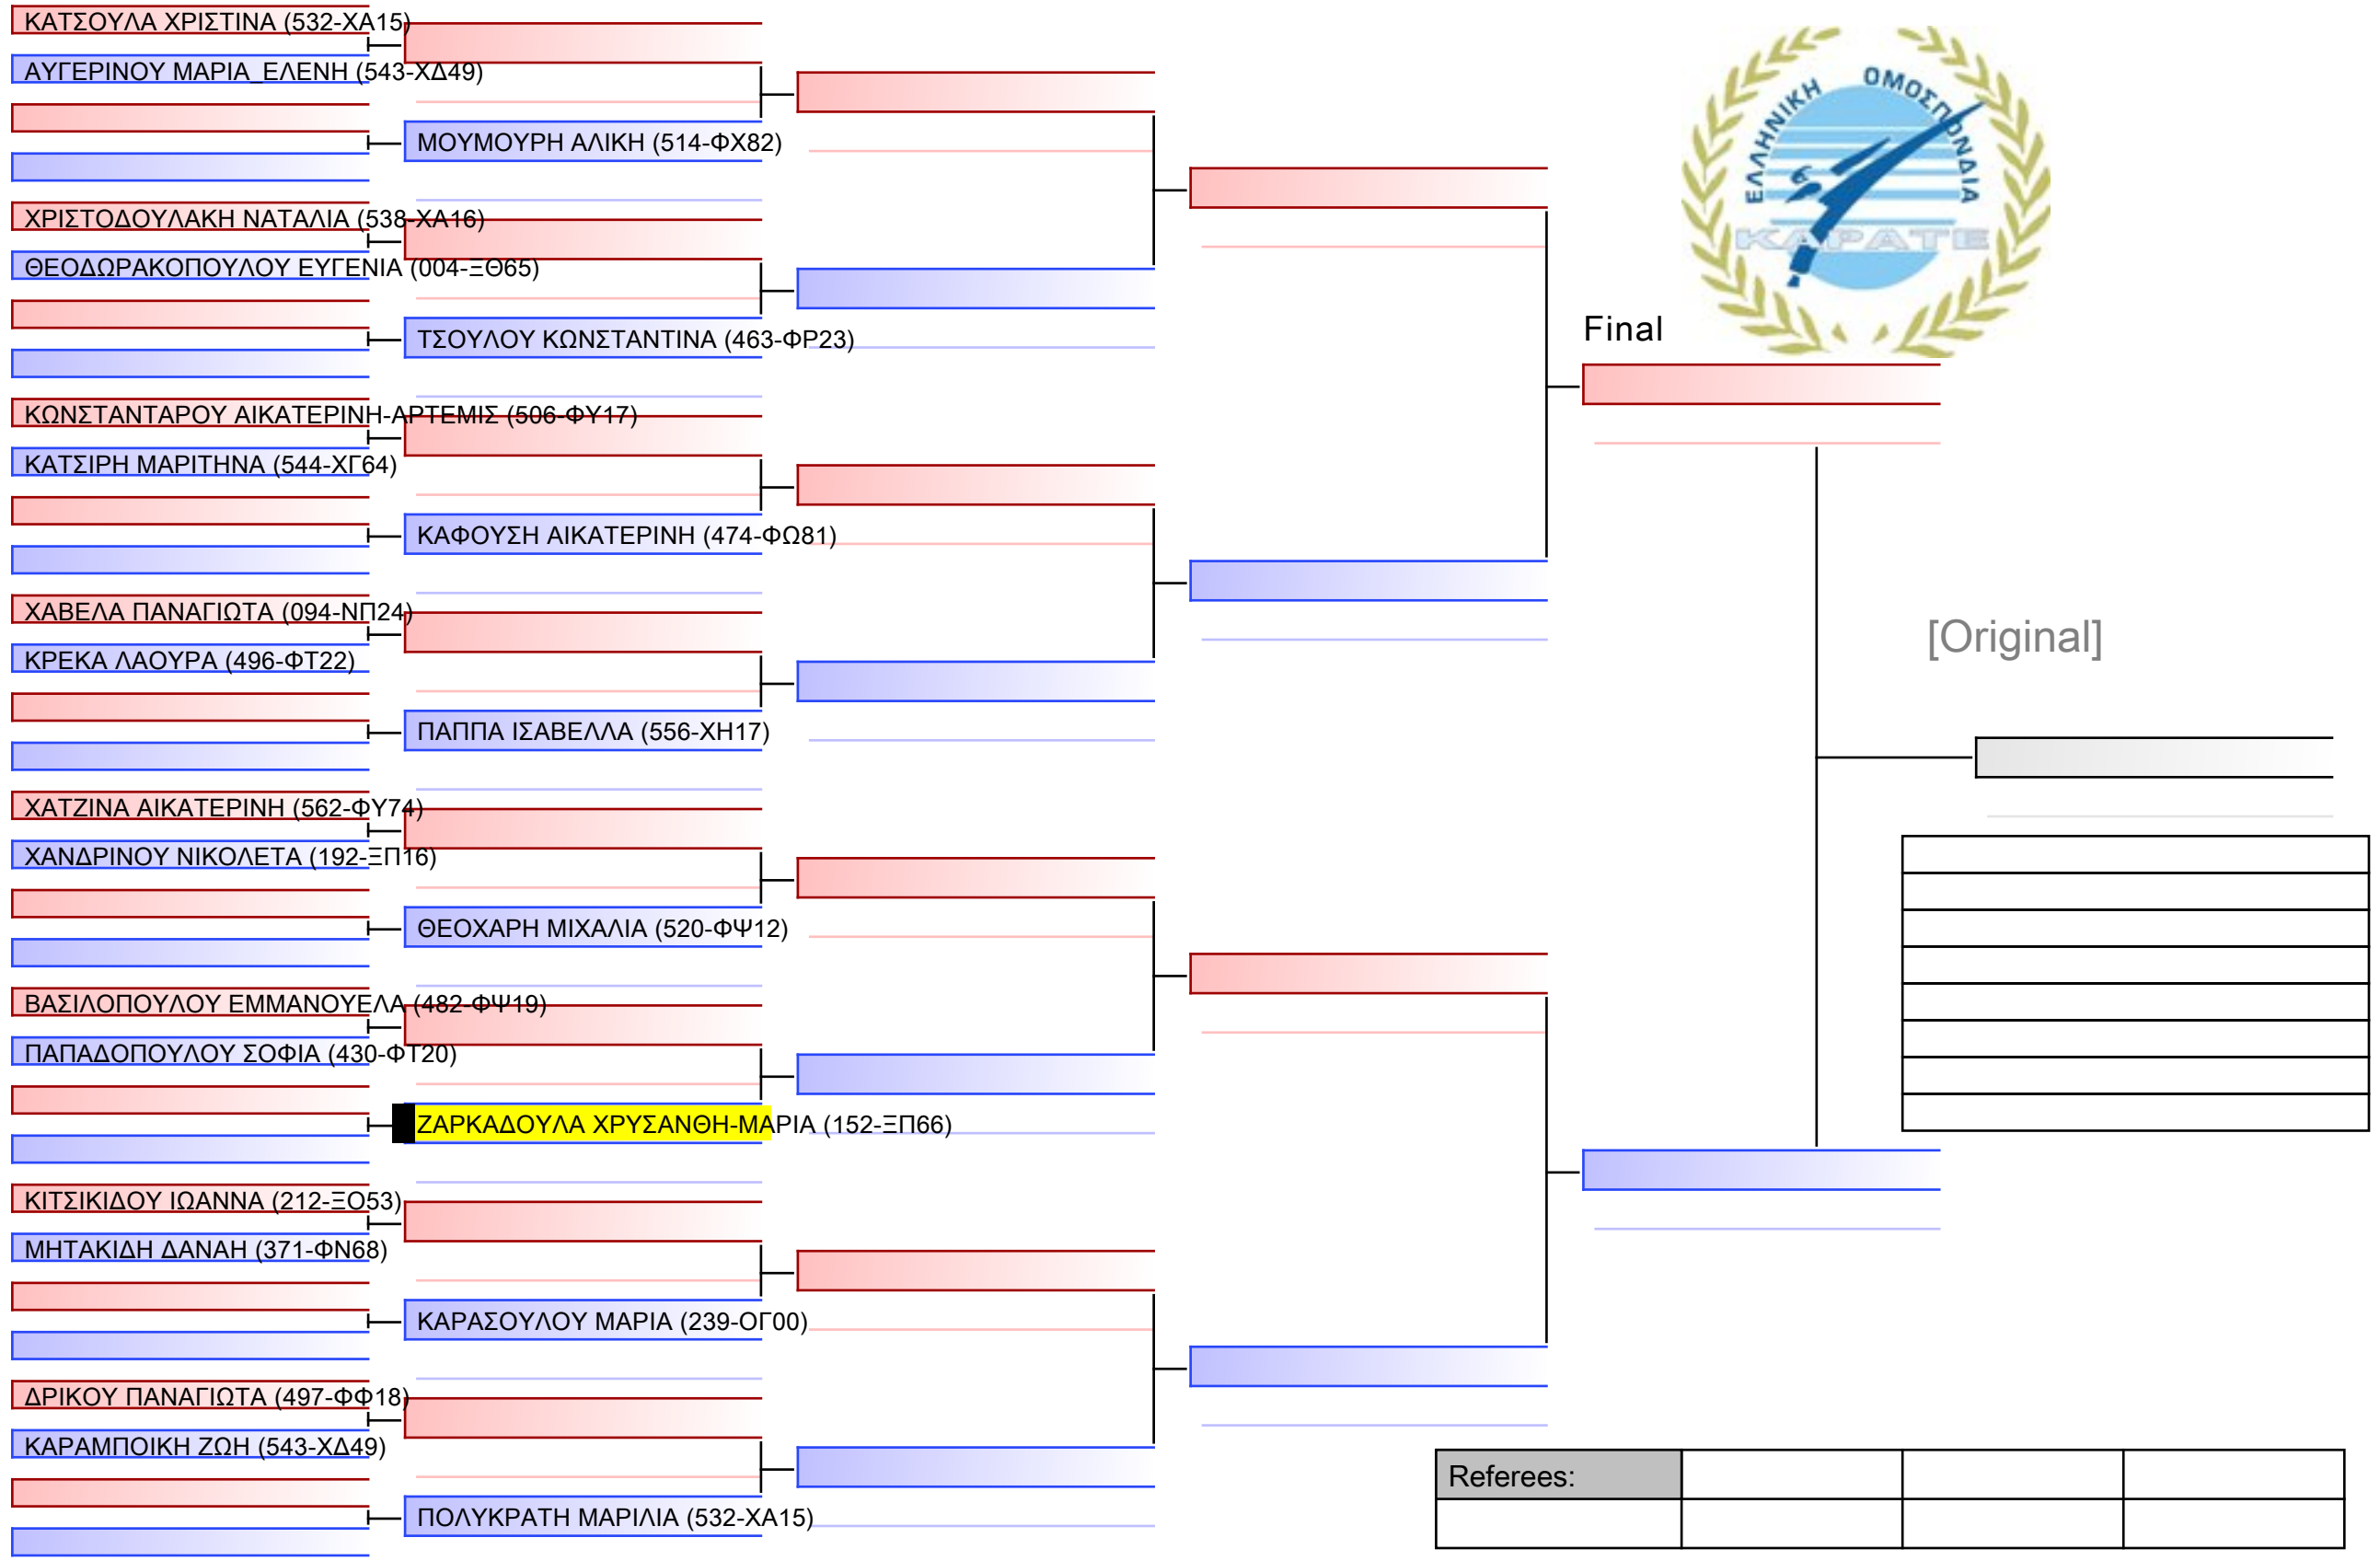 ΚΑΤΣΟΥΛΑ ΧΡΙΣΤΙΝΑ (532-ΧΑ15)
ΑΥΓΕΡΙΝΟΥ ΜΑΡΙΑ_ΕΛΕΝΗ (543-ΧΔ49)
ΜΟΥΜΟΥΡΗ ΑΛΙΚΗ (514-ΦΧ82)
ΧΡΙΣΤΟΔΟΥΛΑΚΗ ΝΑΤΑΛΙΑ (538-ΧΑ16)
ΘΕΟΔΩΡΑΚΟΠΟΥΛΟΥ ΕΥΓΕΝΙΑ (004-ΞΘ65)
ΤΣΟΥΛΟΥ ΚΩΝΣΤΑΝΤΙΝΑ (463-ΦΡ23)
ΚΩΝΣΤΑΝΤΑΡΟΥ ΑΙΚΑΤΕΡΙΝΗ-ΑΡΤΕΜΙΣ (506-ΦΥ17)
ΚΑΤΣΙΡΗ ΜΑΡΙΤΗΝΑ (544-ΧΓ64)
ΚΑΦΟΥΣΗ ΑΙΚΑΤΕΡΙΝΗ (474-ΦΩ81)
ΧΑΒΕΛΑ ΠΑΝΑΓΙΩΤΑ (094-ΝΠ24)
ΚΡΕΚΑ ΛΑΟΥΡΑ (496-ΦΤ22)
ΠΑΠΠΑ ΙΣΑΒΕΛΛΑ (556-ΧΗ17)
ΧΑΤΖΙΝΑ ΑΙΚΑΤΕΡΙΝΗ (562-ΦΥ74)
ΧΑΝΔΡΙΝΟΥ ΝΙΚΟΛΕΤΑ (192-ΞΠ16)
ΘΕΟΧΑΡΗ ΜΙΧΑΛΙΑ (520-ΦΨ12)
ΒΑΣΙΛΟΠΟΥΛΟΥ ΕΜΜΑΝΟΥΕΛΑ (482-ΦΨ19)
ΠΑΠΑΔΟΠΟΥΛΟΥ ΣΟΦΙΑ (430-ΦΤ20)
ΖΑΡΚΑΔΟΥΛΑ ΧΡΥΣΑΝΘΗ-ΜΑΡΙΑ (152-ΞΠ66)
ΚΙΤΣΙΚΙΔΟΥ ΙΩΑΝΝΑ (212-ΞΟ53)
ΜΗΤΑΚΙΔΗ ΔΑΝΑΗ (371-ΦΝ68)
ΚΑΡΑΣΟΥΛΟΥ ΜΑΡΙΑ (239-ΟΓ00)
ΔΡΙΚΟΥ ΠΑΝΑΓΙΩΤΑ (497-ΦΦ18)
ΚΑΡΑΜΠΟΙΚΗ ΖΩΗ (543-ΧΔ49)
ΠΟΛΥΚΡΑΤΗ ΜΑΡΙΛΙΑ (532-ΧΑ15)
ΕΛΛΗΝΙΚΗ ΟΜΟΣΠΟΝΔΙΑ
ΚΑΡΑΤΕ
Final
[Original]
Referees: